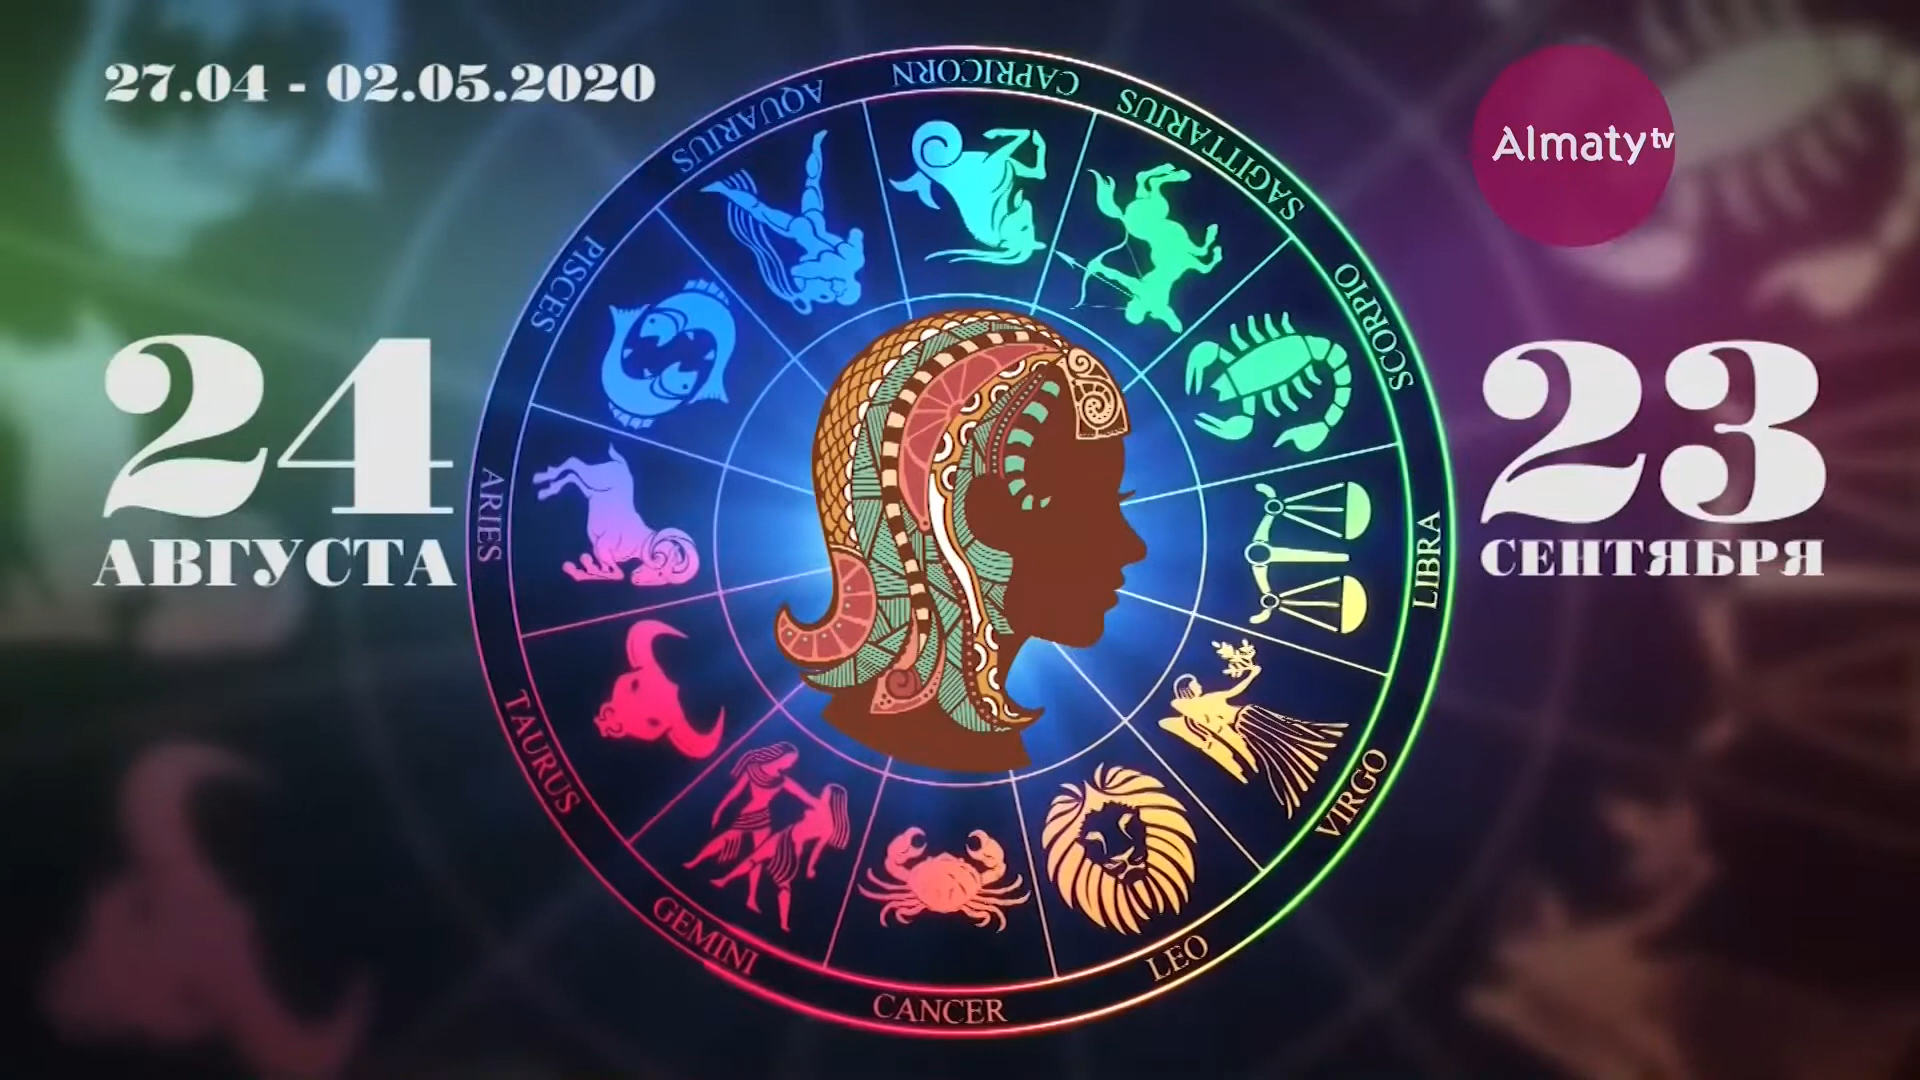 27.04 - 02.05.2020
Almaty tv
24
АВГУСТА
23
СЕНТЯБРЯ
CAPRICORN
SAGITTARIUS
SCORPIO
LIBRA
VIRGO
LEO
CANCER
GEMINI
TAURUS
ARIES
PISCES
AQUARIUS